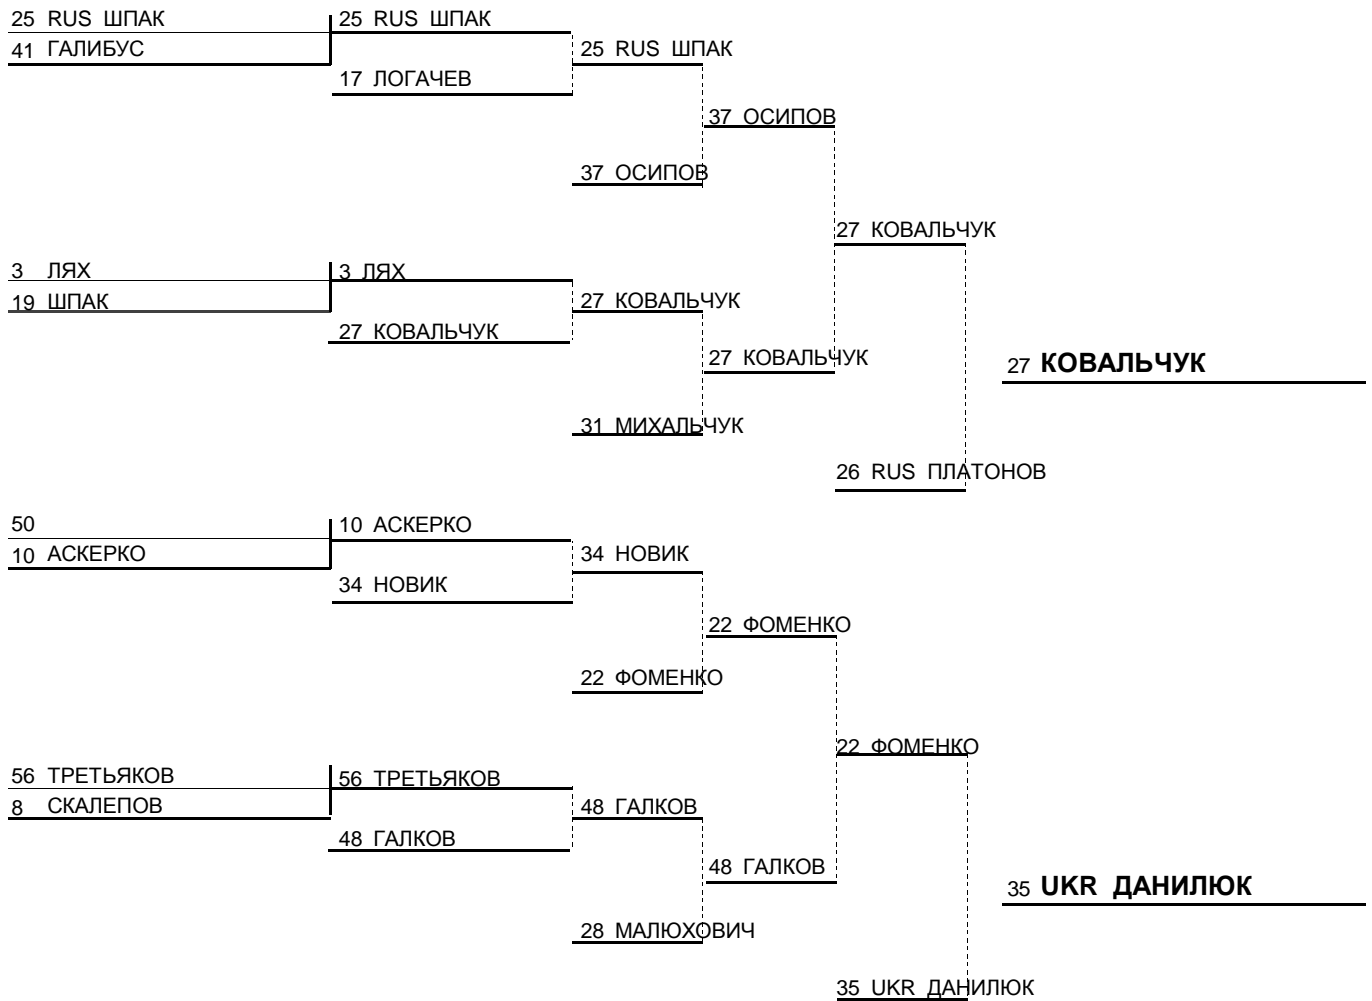 25 RUS ШПАК
25 RUS ШПАК
41 ГАЛИБУС
25 RUS ШПАК
17 ЛОГАЧЕВ
37 ОСИПОВ
37 ОСИПОВ
27 КОВАЛЬЧУК
3 ЛЯХ
3 ЛЯХ
19 ШПАК
27 КОВАЛЬЧУК
27 КОВАЛЬЧУК
27 КОВАЛЬЧУК
27 КОВАЛЬЧУК
31 МИХАЛЬЧУК
26 RUS ПЛАТОНОВ
50
10 АСКЕРКО
10 АСКЕРКО
34 НОВИК
34 НОВИК
22 ФОМЕНКО
22 ФОМЕНКО
22 ФОМЕНКО
56 ТРЕТЬЯКОВ
56 ТРЕТЬЯКОВ
8 СКАЛЕПОВ
48 ГАЛКОВ
48 ГАЛКОВ
48 ГАЛКОВ
35 UKR ДАНИЛЮК
28 МАЛЮХОВИЧ
35 UKR ДАНИЛЮК